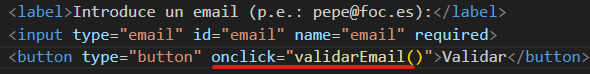 <label>Introduce un email (p.e.: pepe@foc.es):</label>
<input type="email" id="email" name="email" required>
<button type="button" onclick="validarEmail()">Validar</button>